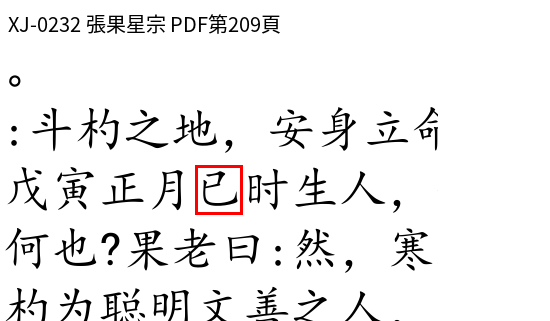 XJ-0232 張果星宗 PDF第209頁
。
:斗杓之地，安身立命
戊寅正月已时生人，
何也?果老曰:然，寒
杓为聪明文善之人，